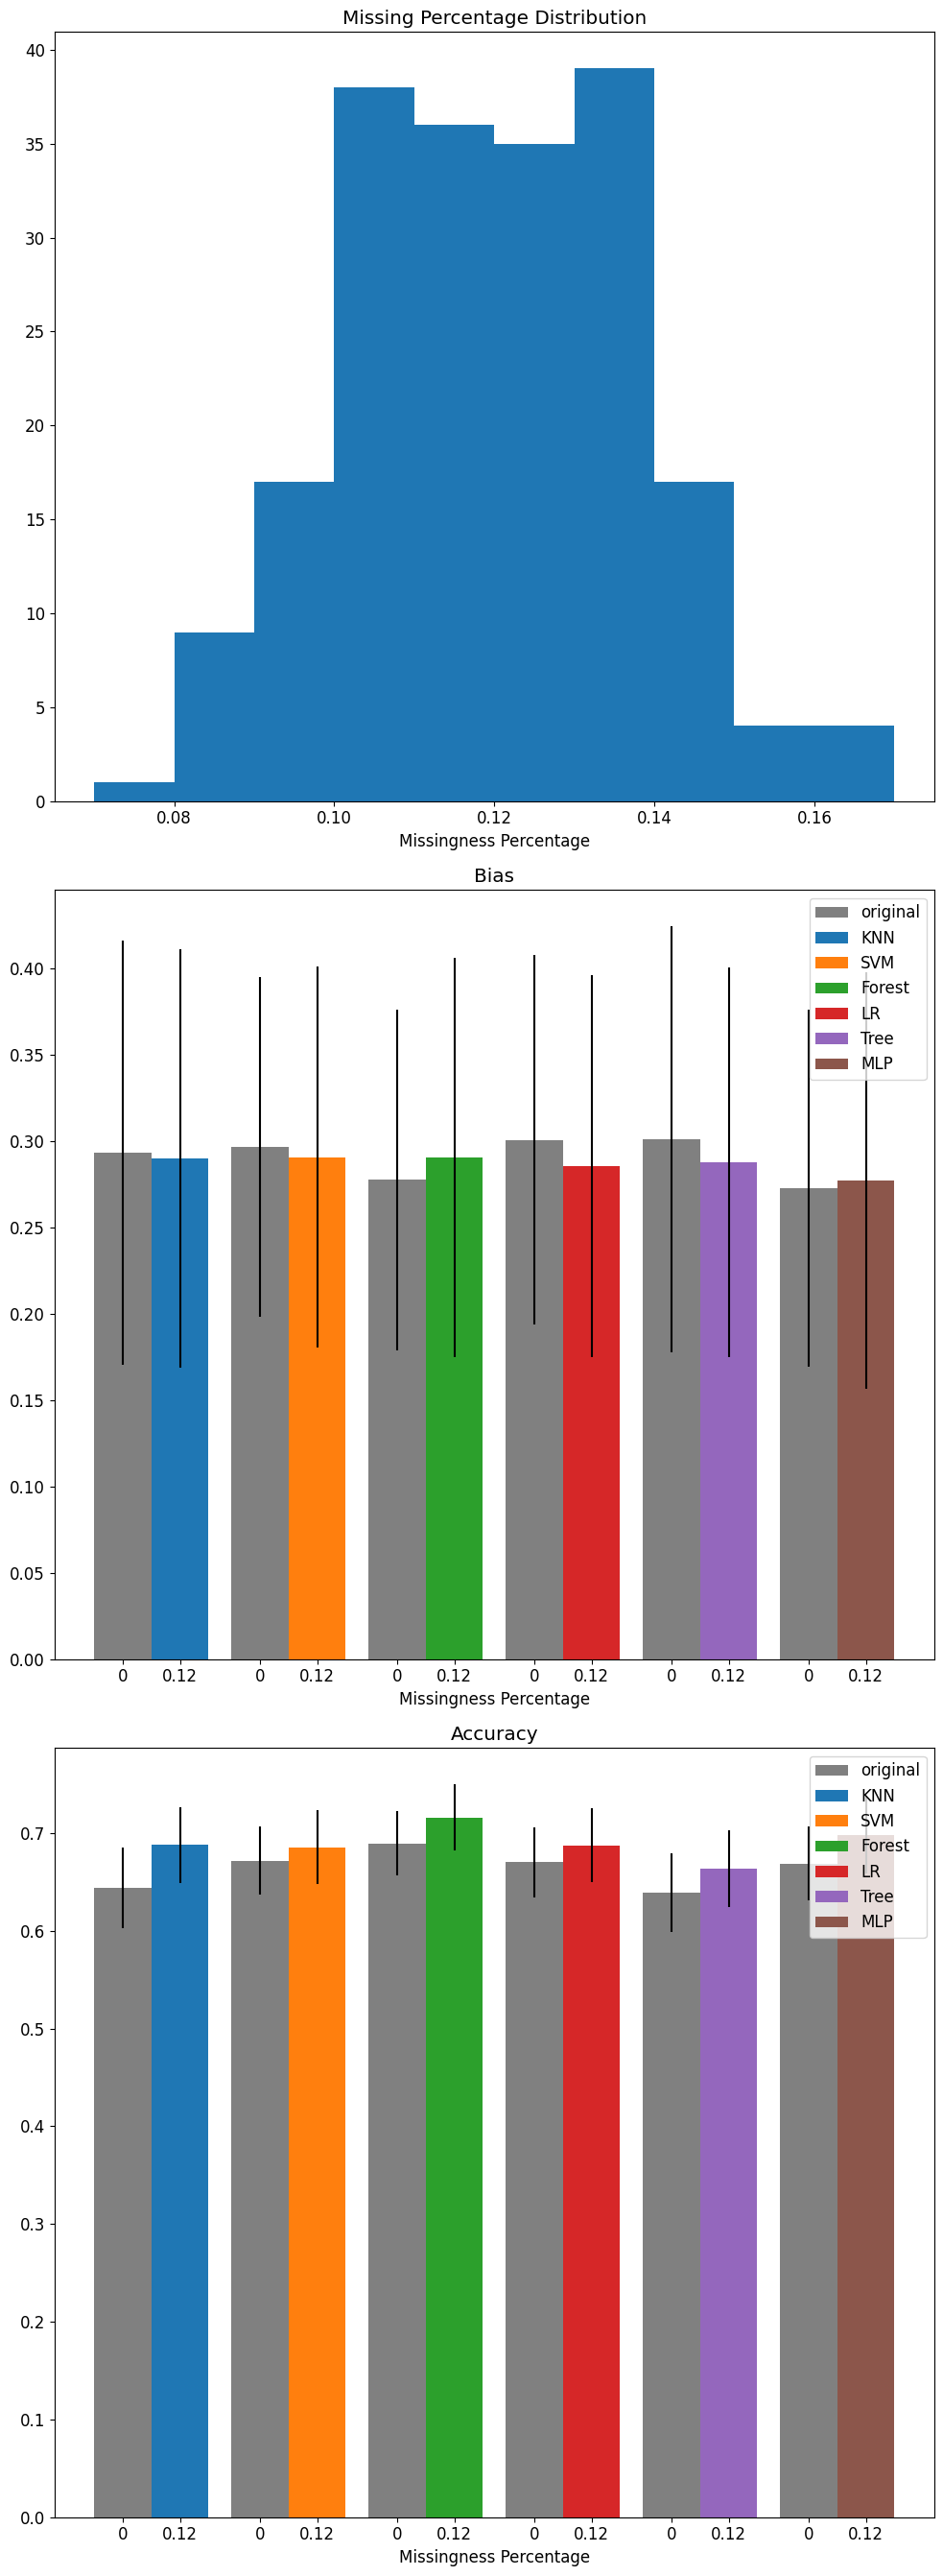 Missing Percentage Distribution
40
35
30
25
20
15
10
5
0
0.08 0.10 0.12 0.14 0.16
Missingness Percentage
Bias
original
KNN
SVM
Forest
LR
Tree
MLP
0.40
0.35
0.30
0.25
0.20
0.15
0.10
0.05
0.00
0 0.12 0 0.12 0 0.12 0 0.12 0 0.12 0 0.12
Missingness Percentage
Accuracy
original
KNN
SVM
Forest
LR
Tree
MLP
0.7
0.6
0.5
0.4
0.3
0.2
0.1
0.0
0 0.12 0 0.12 0 0.12 0 0.12 0 0.12 0 0.12
Missingness Percentage